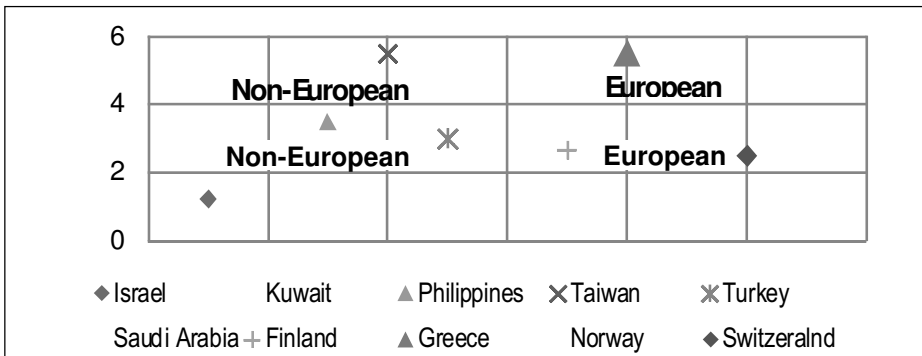 6
Non-European European
4
Non-European European
2
0
Israel Kuwait Philippines Taiwan Turkey
Saudi Arabia Finland Greece Norway Switzeralnd